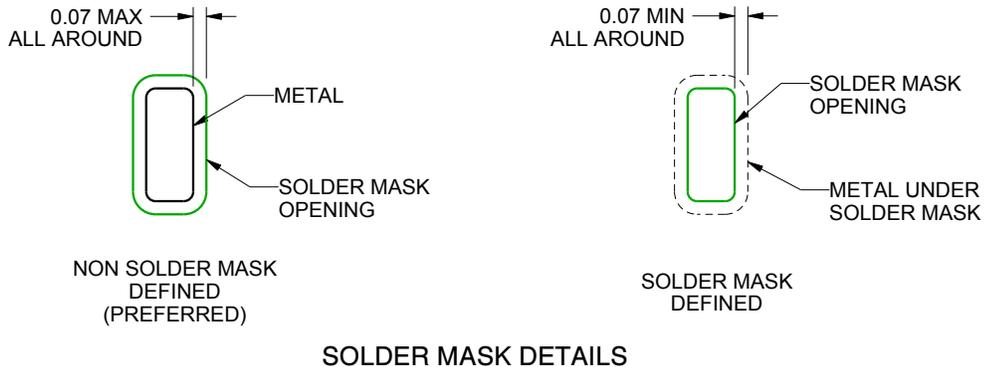 0.07 MAX
ALL AROUND
METAL
SOLDER MASK
OPENING
NON SOLDER MASK
DEFINED
(PREFERRED)
0.07 MIN
ALL AROUND
SOLDER MASK
OPENING
METAL UNDER
SOLDER MASK
SOLDER MASK
DEFINED
SOLDER MASK DETAILS